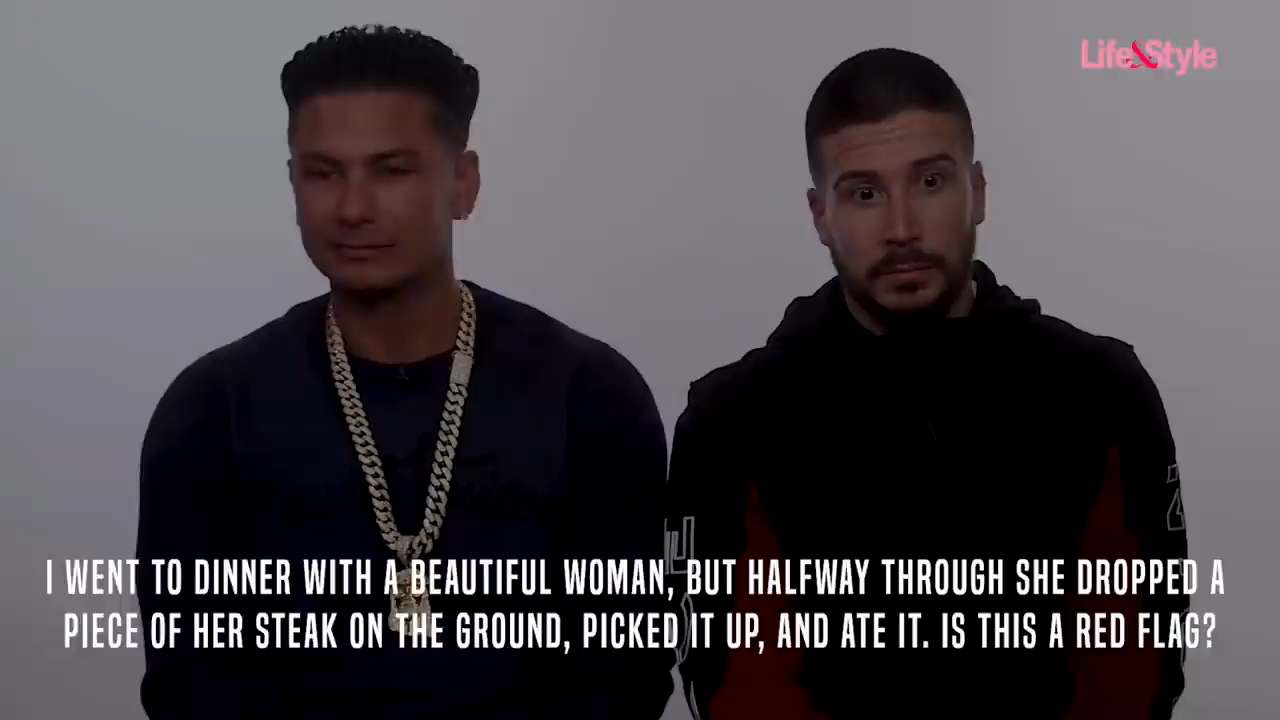 Life&Style
I WENT TO DINNER WITH A BEAUTIFUL WOMAN, BUT HALFWAY THROUGH SHE DROPPED A
PIECE OF HER STEAK ON THE GROUND, PICKED IT UP, AND ATE IT. IS THIS A RED FLAG?